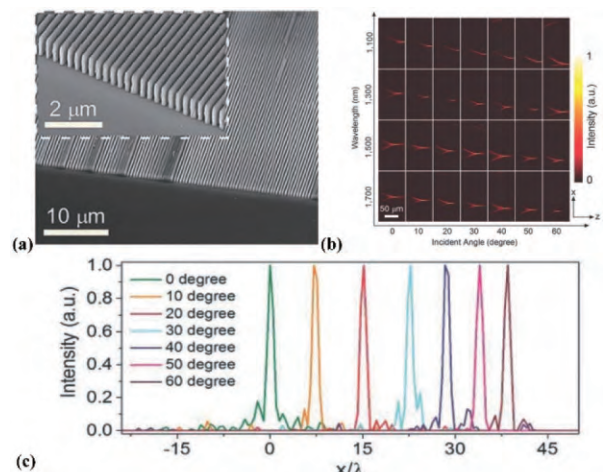 2 μm
10 μm
(a)
Wavelength (nm)
1,100
1,300
1,500
1,700
50 μm
0 10 20 30 40 50 60
Incident Angle (degree)
1
Intensity (a.u.)
0
x
z
(b)
Intensity (a.u.)
1.0
0.8
0.6
0.4
0.2
0.0
0 degree
10 degree
20 degree
30 degree
40 degree
50 degree
60 degree
-15 0 15 30 45
x/λ
(c)